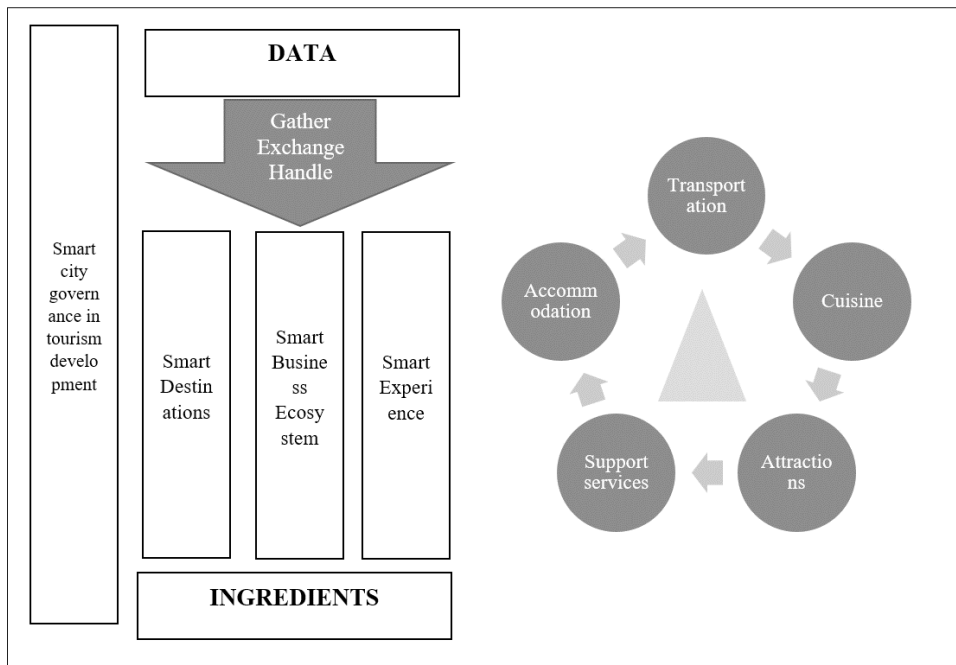 Smart
city
govern
ance in
tourism
develo
pment
DATA
Gather
Exchange
Handle
Smart
Destin
ations
Smart
Busine
ss
Ecosy
stem
Smart
Experi
ence
INGREDIENTS
Transport
ation
Cuisine
Attractio
ns
Support
services
Accomm
odation